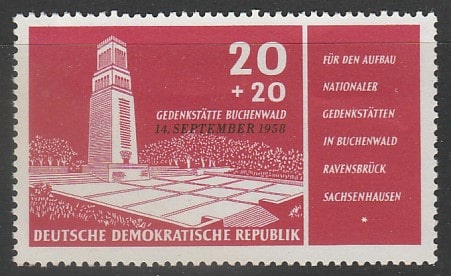 20
+ 20
GEDENKSTÄTTE BUCHENWALD
14. SEPTEMBER 1958
DEUTSCHE DEMOKRATISCHE REPUBLIK
FÜR DEN AUFBAU
NATIONALER
GEDENKSTÄTTEN
IN BUCHENWALD
RAVENSBRÜCK
SACHSENHAUSEN
*